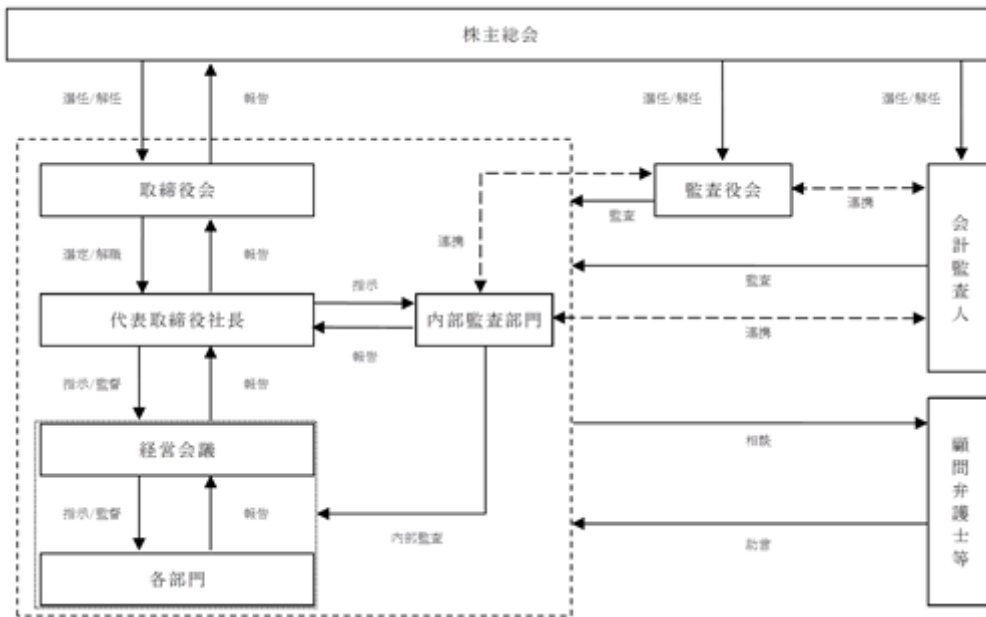 株主総会
選任/解任
報告
選任/解任
選任/解任
取締役会
監査役会
連携
監査
会計監査人
選定/解職
報告
連携
監査
指示
代表取締役社長
内部監査部門
報告
連携
指示/監督
報告
経営会議
相談
顧問弁護士等
指示/監督
報告
内部監査
助言
各部門